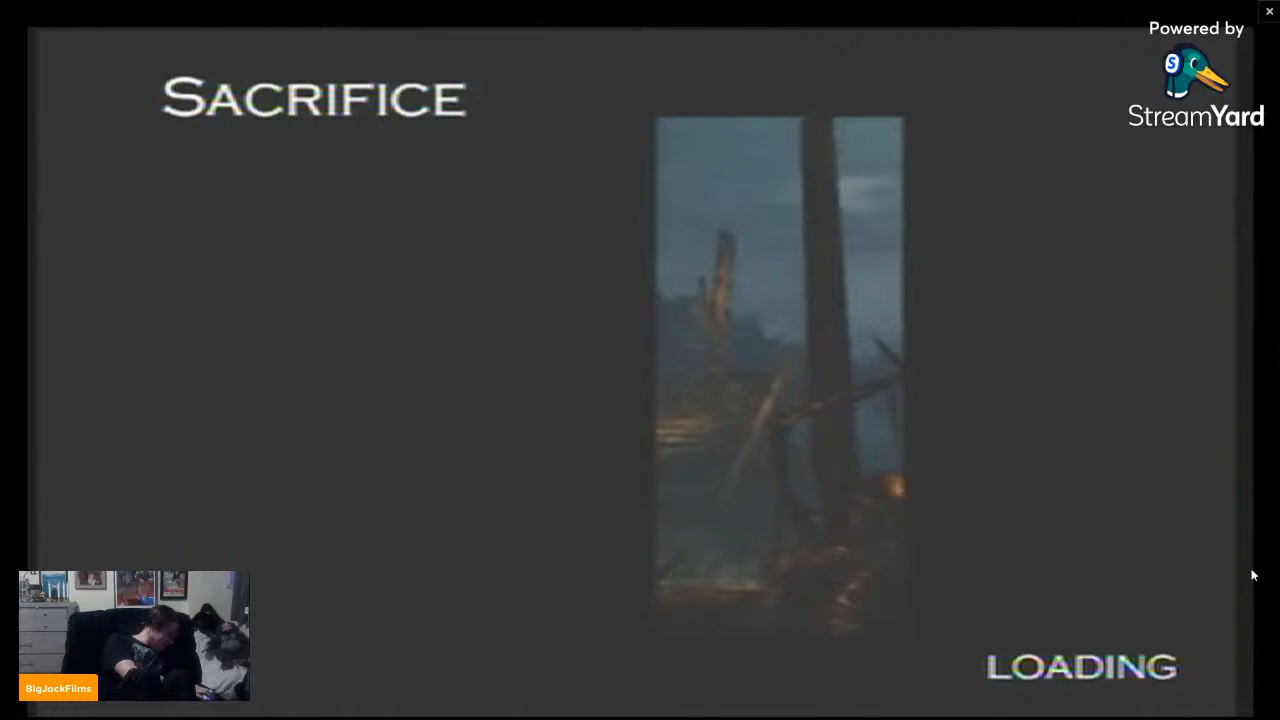 Powered by
S
StreamYard
SACRIFICE
BigJackFilms
LOADING